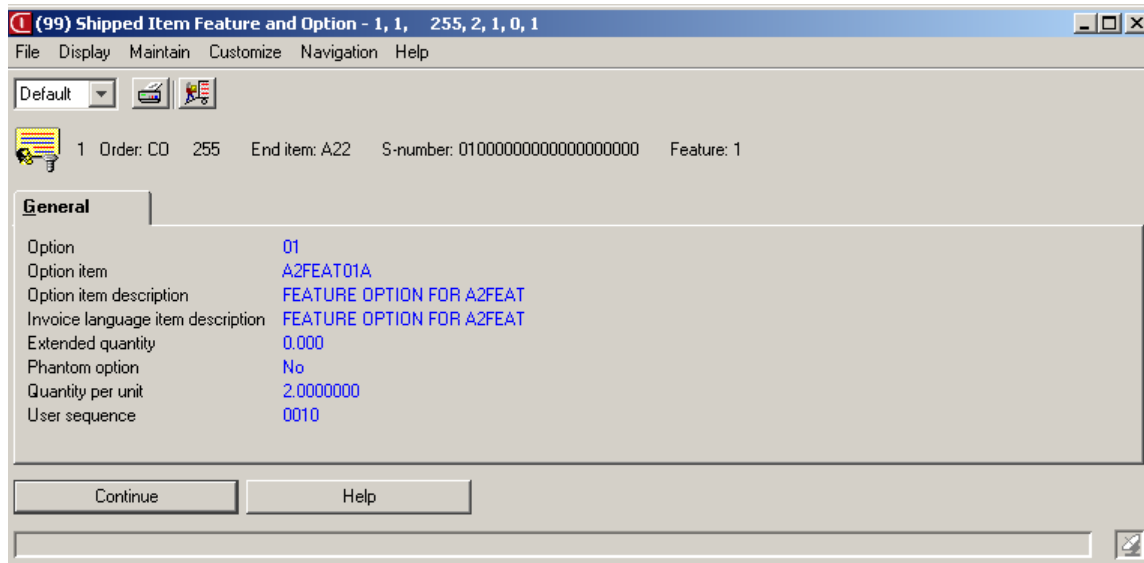 (99) Shipped Item Feature and Option - 1, 1, 255, 2, 1, 0, 1
File Display Maintain Customize Navigation Help
Default
1 Order: CO 255 End item: A22 S-number: 01000000000000000000 Feature: 1
General
Option 01
Option item A2FEAT01A
Option item description FEATURE OPTION FOR A2FEAT
Invoice language item description FEATURE OPTION FOR A2FEAT
Extended quantity 0.000
Phantom option No
Quantity per unit 2.0000000
User sequence 0010
Continue Help